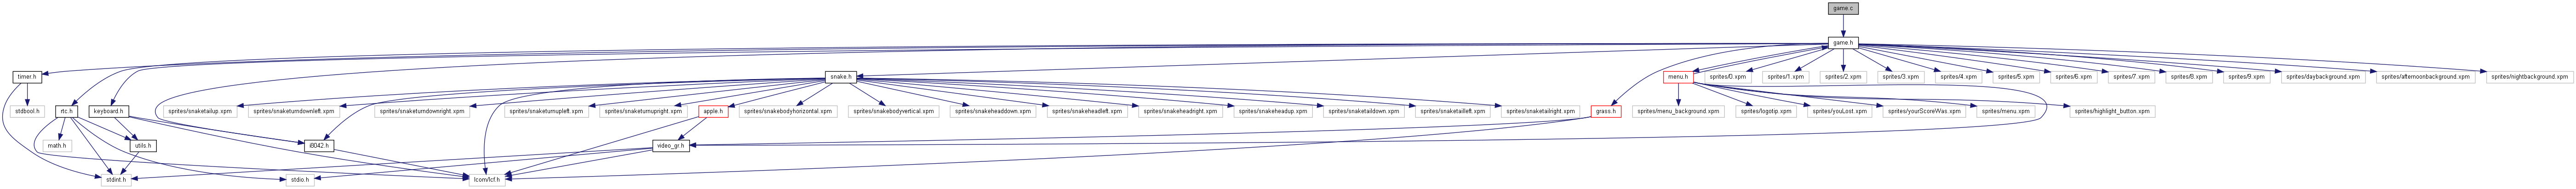 game.c
game.h
timer.h
snake.h
menu.h
sprites/0.xpm
sprites/1.xpm
sprites/2.xpm
sprites/3.xpm
sprites/4.xpm
sprites/5.xpm
sprites/6.xpm
sprites/7.xpm
sprites/8.xpm
sprites/9.xpm
sprites/daybackground.xpm
sprites/afternoonbackground.xpm
sprites/nightbackground.xpm
stdbool.h
rtc.h
keyboard.h
sprites/snaketailup.xpm
sprites/snaketurndownleft.xpm
sprites/snaketurndownright.xpm
sprites/snaketurnupleft.xpm
sprites/snaketurnupright.xpm
apple.h
sprites/snakebodyhorizontal.xpm
sprites/snakebodyvertical.xpm
sprites/snakeheaddown.xpm
sprites/snakeheadleft.xpm
sprites/snakeheadright.xpm
sprites/snakeheadup.xpm
sprites/snaketaildown.xpm
sprites/snaketailleft.xpm
sprites/snaketailright.xpm
grass.h
sprites/menu_background.xpm
sprites/logotip.xpm
sprites/youLost.xpm
sprites/yourScoreWas.xpm
sprites/menu.xpm
sprites/highlight_button.xpm
math.h
utils.h
i8042.h
video_gr.h
stdint.h
stdio.h
lcom/lcf.h